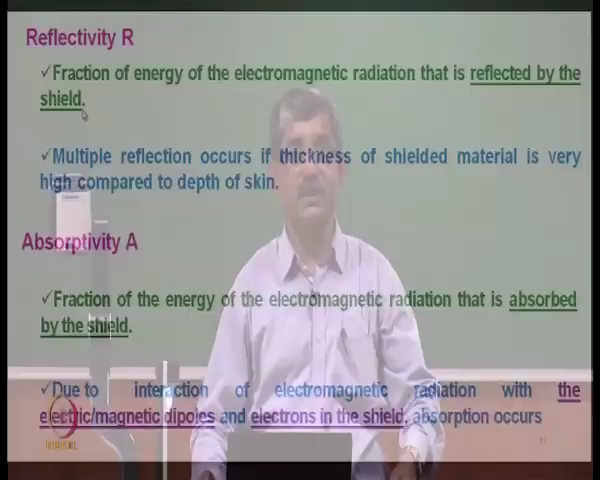 Reflectivity R
✓Fraction of energy of the electromagnetic radiation that is reflected by the
shield.
✓Multiple reflection occurs if thickness of shielded material is very
high compared to depth of skin.
Absorptivity A
✓Fraction of the energy of the electromagnetic radiation that is absorbed
by the shield.
✓Due to interaction of electromagnetic radiation with the
electric/magnetic dipoles and electrons in the shield, absorption occurs